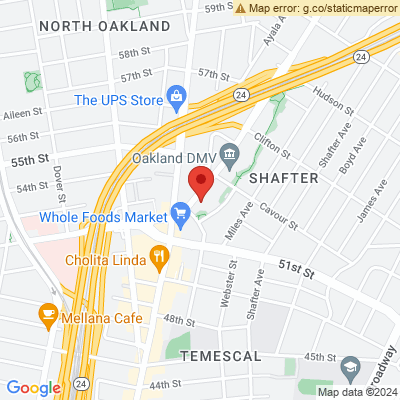 Map error: g.co/staticmaperror
NORTH OAKLAND
59th St
Ayala Ave
58th St
57th St
24
24
Hudson St
The UPS Store
Aileen St
56th St
55th St
54th St
Dover St
Clifton St
Shafter Ave
Boyd Ave
Oakland DMV
SHAFTER
James Ave
Whole Foods Market
Cavour St
Miles Ave
Cholita Linda
51st St
Webster St
Shafter Ave
Mellana Cafe
48th St
TEMESCAL
45th St
Broadway
24
44th St
Google
Map data ©2024